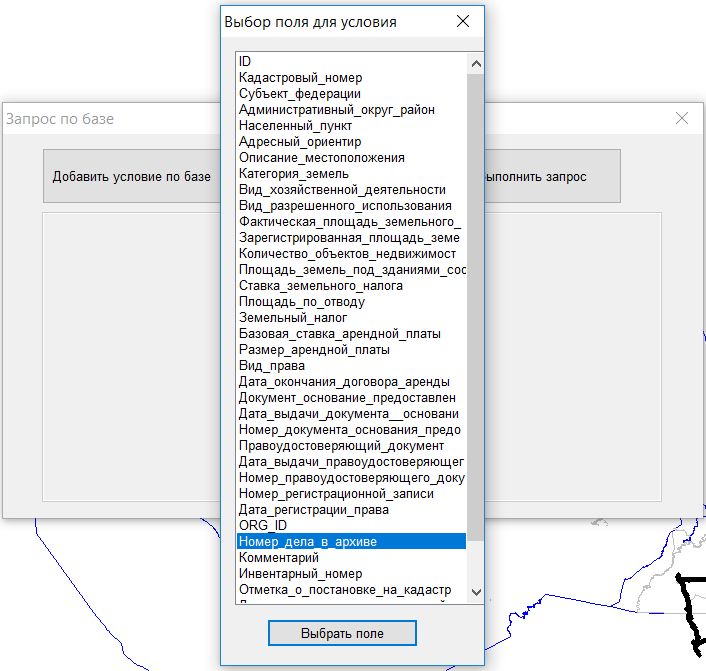 Выбор поля для условия
Запрос по базе
Добавить условие по базе
ыполнить запрос
ID
Кадастровый_номер
Субъект_федерации
Административный_округ_район
Населенный_пункт
Адресный_ориентир
Описание_местоположения
Категория_земель
Вид_хозяйственной_деятельности
Вид_разрешенного_использования
Фактическая_площадь_земельного_
Зарегистрированная_площадь_земе
Количество_объектов_недвижимост
Площадь_земель_под_зданиями_соо
Ставка_земельного_налога
Площадь_по_отводу
Земельный_налог
Базовая_ставка_арендной_платы
Размер_арендной_платы
Вид_права
Дата_окончания_договора_аренды
Документ_основание_предоставлен
Дата_выдачи_документа__основани
Номер_документа_основания_предо
Правоудостоверяющий_документ
Дата_выдачи_правоудостоверяющег
Номер_правоудостоверяющего_доку
Номер_регистрационной_записи
Дата_регистрации_права
ORG_ID
Номер_дела_в_архиве
Комментарий
Инвентарный_номер
Отметка_о_постановке_на_кадастр
Выбрать поле